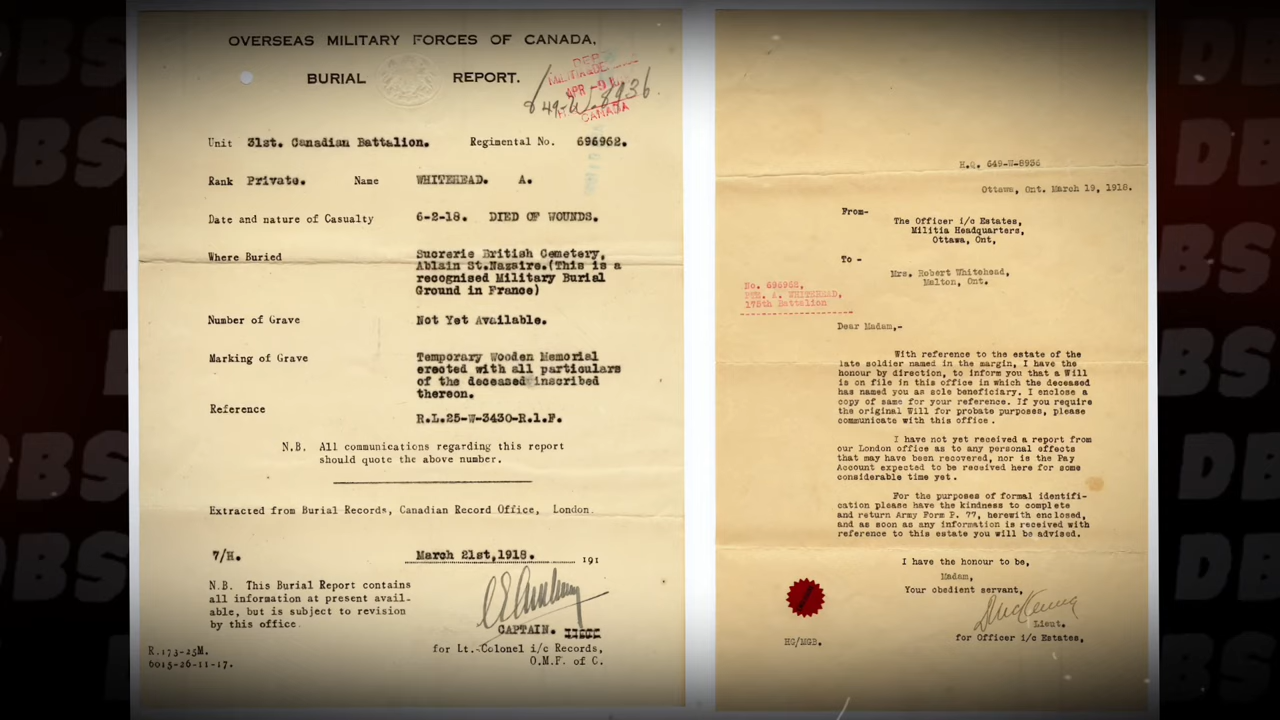 OVERSEAS MILITARY FORCES OF CANADA,
BURIAL REPORT.
APR -9
CANADA
Unit 31st. Canadian Battalion. Regimental No. 696962.
Rank Private. Name WHITEHEAD. A.
Date and nature of Casualty 6-2-18. DIED OF WOUNDS.
Where Buried Sucrerie British Cemetery,
Ablain St.Nazaire.(This is a
recognised Military Burial
Ground in France)
Number of Grave Not Yet Available.
Marking of Grave Temporary Wooden Memorial
erected with all particulars
of the deceased inscribed
thereon.
Reference R.L.25-W-3430-R.1.F.
N.B. All communications regarding this report
should quote the above number.
Extracted from Burial Records, Canadian Record Office, London.
7/H. March 21st,1918. 191
N.B. This Burial Report contains
all information at present avail-
able, but is subject to revision
by this office.
CAPTAIN.
for Lt.-Colonel i/c Records,
O.M.F. of C.
R.173-25M.
6015-26-11-17.
H.Q. 649-W-8936
Ottawa, Ont. March 19, 1918.
From-
The Officer i/c Estates,
Militia Headquarters,
Ottawa, Ont,
To -
Mrs. Robert Whitehead,
Malton, Ont.
No. 696962,
PTE. A. WHITEHEAD,
175th Battalion
Dear Madam,-
With reference to the estate of the
late soldier named in the margin, I have the
honour by direction, to inform you that a Will
is on file in this office in which the deceased
has named you as sole beneficiary. I enclose a
copy of same for your reference. If you require
the original Will for probate purposes, please
communicate with this office.
I have not yet received a report from
our London office as to any personal effects
that may have been recovered, nor is the Pay
Account expected to be received here for some
considerable time yet.
For the purposes of formal identifi-
cation please have the kindness to complete
and return Army Form P. 77, herewith enclosed,
and as soon as any information is received with
reference to this estate you will be advised.
I have the honour to be,
Madam,
Your obedient servant,
Lieut.
for Officer i/c Estates,
HG/MGB.